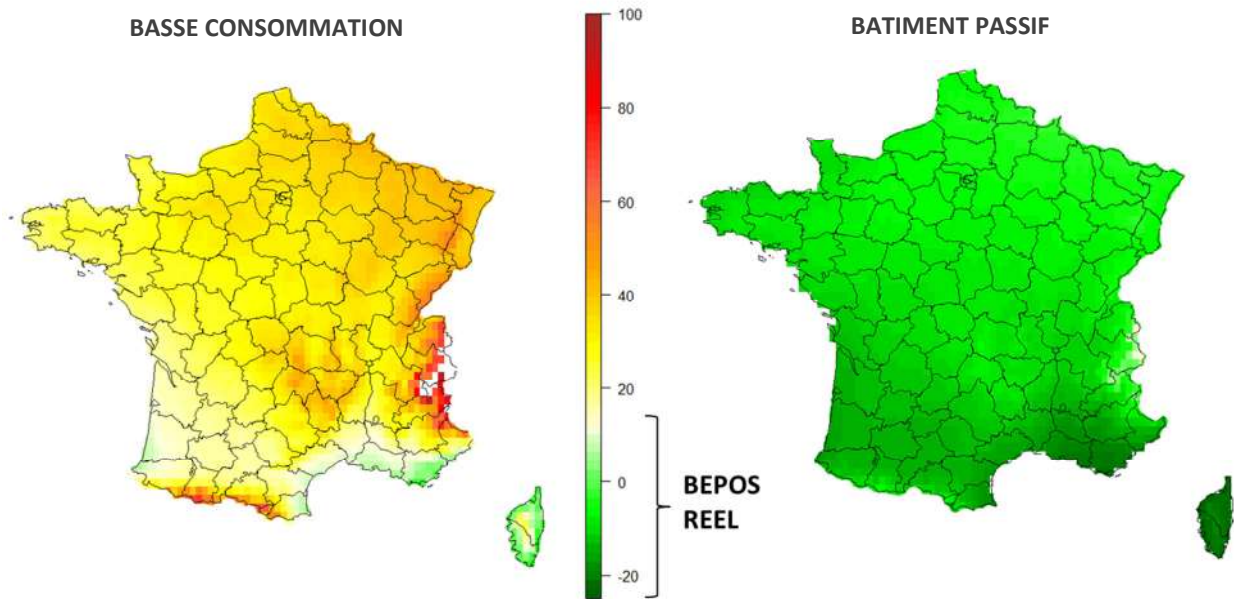 BASSE CONSOMMATION
100
80
60
40
20
0
-20
BEPOS
REEL
BATIMENT PASSIF